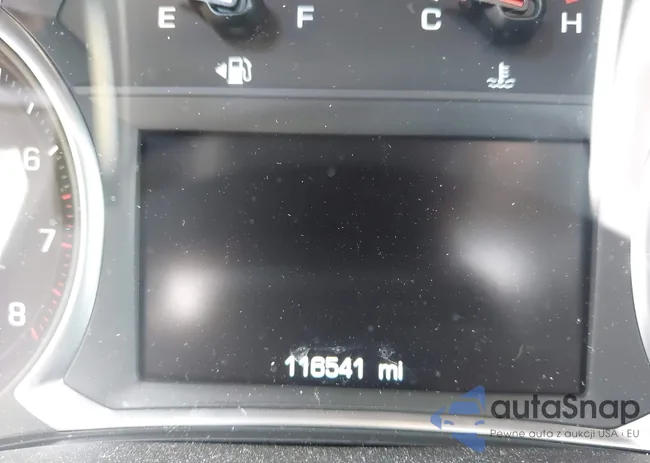 E F C H
6
7
8
116541 mi
autaSnap
Pewne auta z aukcji USA i EU